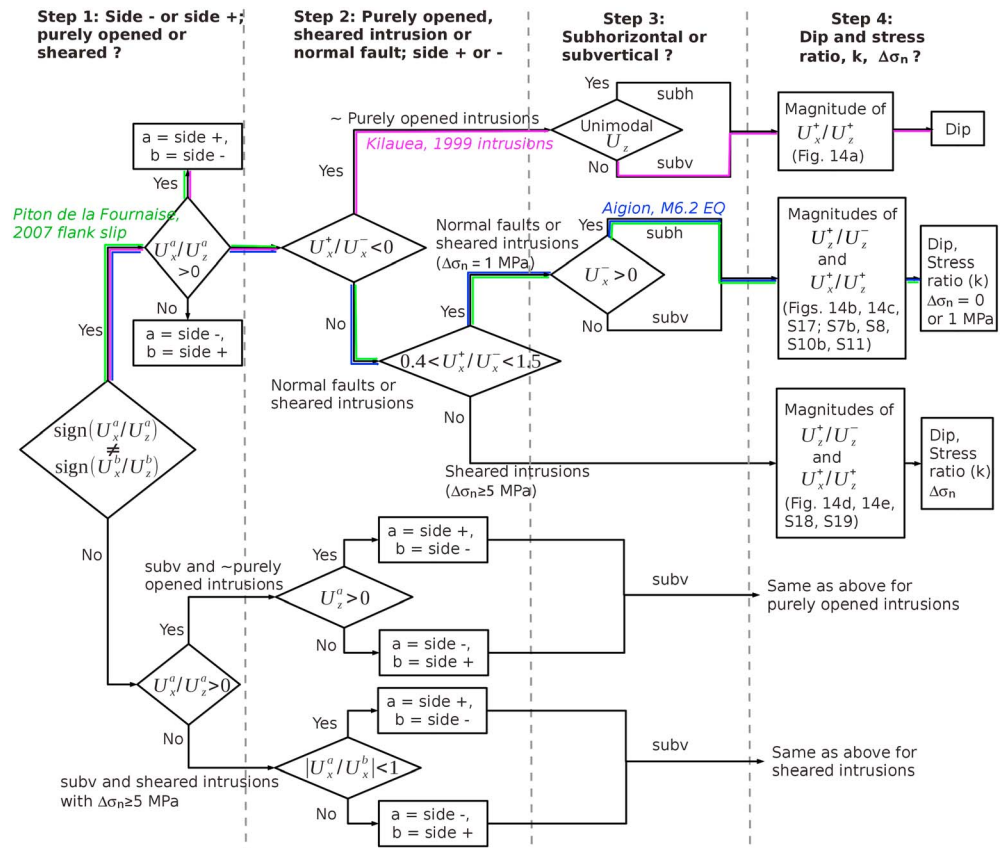 Step 1: Side - or side +;
purely opened or
sheared ?
Step 2: Purely opened,
sheared intrusion or
normal fault; side + or -
Step 3:
Subhorizontal or
subvertical ?
Step 4:
Dip and stress
ratio, k, Δσn ?
a = side +,
b = side -
Yes
Piton de la Fournaise,
2007 flank slip
U_x^a/U_z^a
>0
No
a = side -,
b = side +
Yes
sign(U_x^a/U_z^a)
≠
sign(U_x^b/U_z^b)
No
~ Purely opened intrusions
Kilauea, 1999 intrusions
Yes
U_x^+/U_x^-<0
No
Normal faults or
sheared intrusions
(Δσn = 1 MPa)
Yes
0.4<U_x^+/U_x^-<1.5
Normal faults or
sheared intrusions
No
Sheared intrusions
(Δσn≥5 MPa)
Yes
subh
Unimodal
U_z
No
subv
Aigion, M6.2 EQ
Yes
subh
U_x^->0
No
subv
Magnitude of
U_x^+/U_z^+
(Fig. 14a)
Dip
Magnitudes of
U_z^+/U_z^-
and
U_x^+/U_z^+
(Figs. 14b, 14c,
S17; S7b, S8,
S10b, S11)
Dip,
Stress
ratio (k)
Δσn = 0
or 1 MPa
Magnitudes of
U_z^+/U_z^-
and
U_x^+/U_z^+
(Fig. 14d, 14e,
S18, S19)
Dip,
Stress
ratio (k)
Δσn
subv and ~purely
opened intrusions
Yes
U_x^a/U_z^a>0
No
subv and sheared intrusions
with Δσn≥5 MPa
Yes
a = side +,
b = side -
U_z^a>0
No
a = side -,
b = side +
subv
Same as above for
purely opened intrusions
Yes
a = side +,
b = side -
|U_x^a/U_x^b|<1
No
a = side -,
b = side +
subv
Same as above for
sheared intrusions